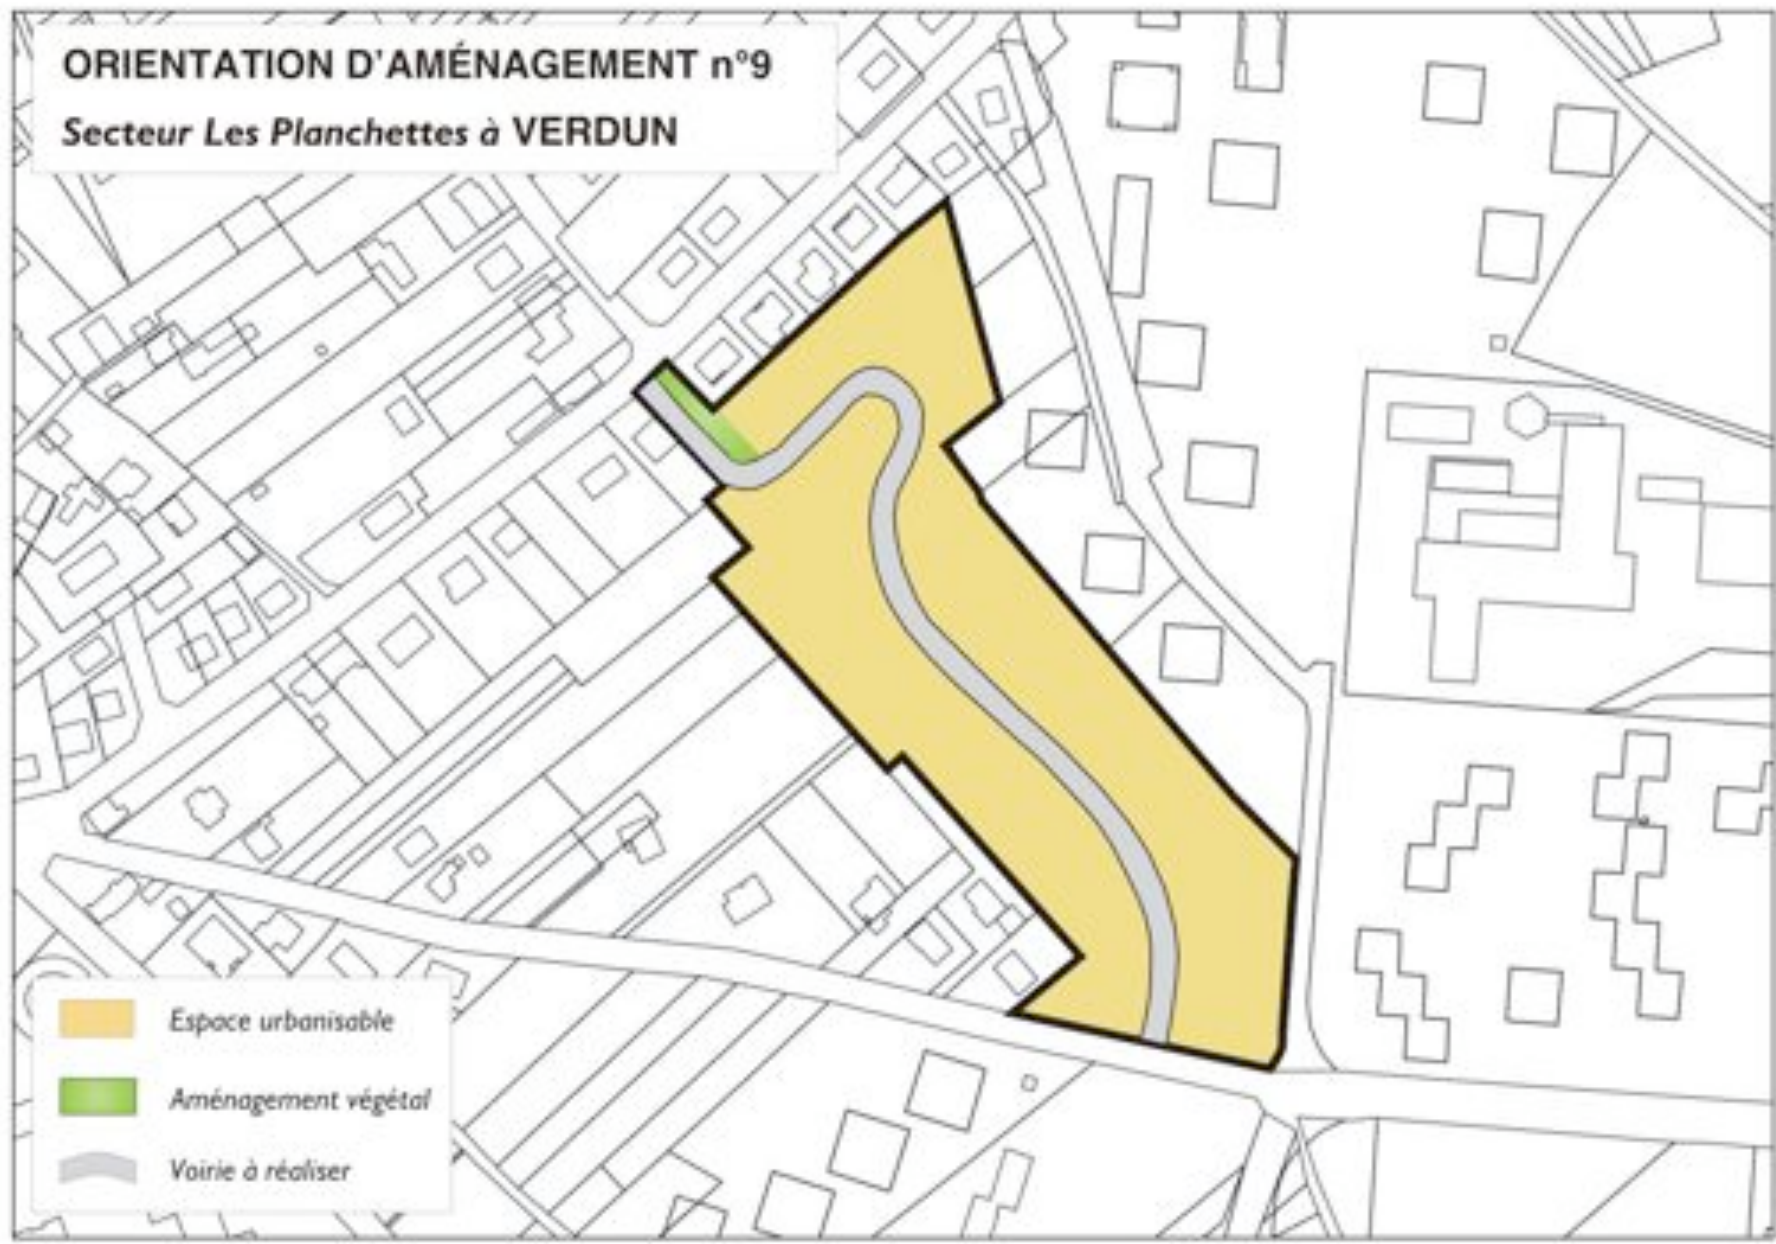 ORIENTATION D'AMÉNAGEMENT n°9
Secteur Les Planchettes à VERDUN
Espace urbanisable
Aménagement végétal
Voirie à réaliser